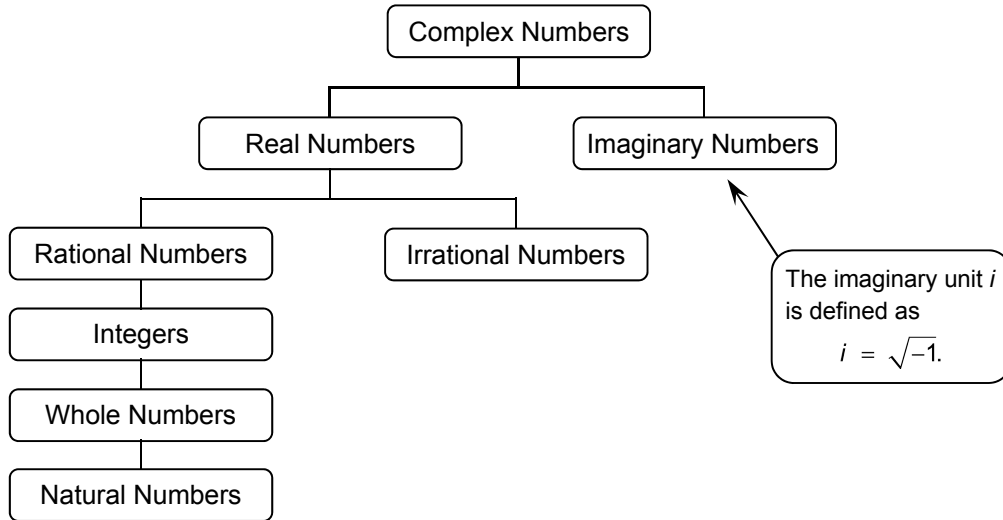 Complex Numbers
Real Numbers
Imaginary Numbers
Rational Numbers
Irrational Numbers
The imaginary unit i
is defined as
i = √−1.
Integers
Whole Numbers
Natural Numbers